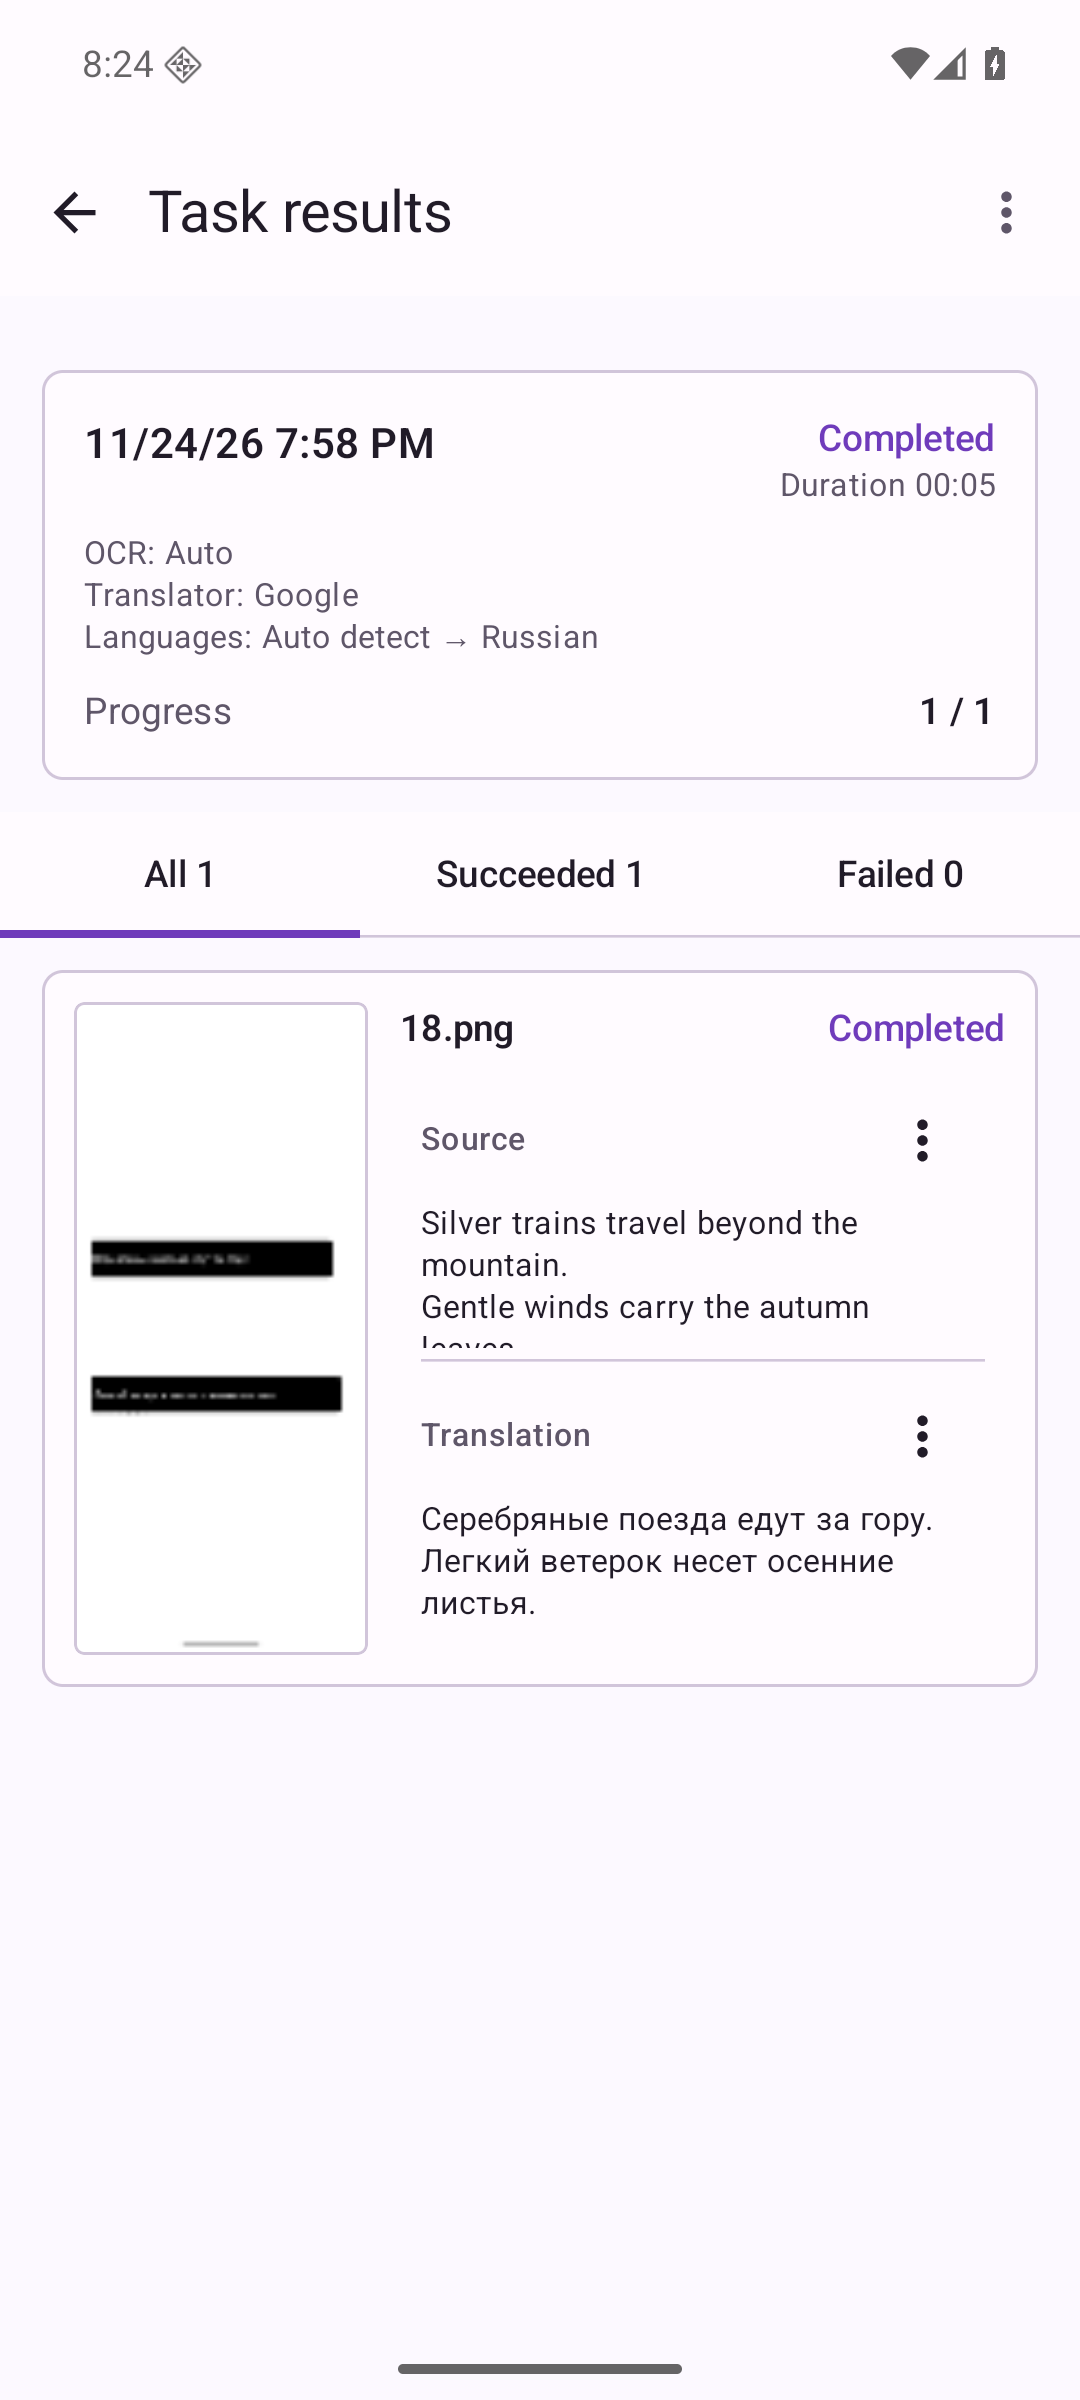 8:24
Task results
11/24/26 7:58 PM
Completed
Duration 00:05
OCR: Auto
Translator: Google
Languages: Auto detect → Russian
Progress
1 / 1
All 1
Succeeded 1
Failed 0
18.png
Completed
Source
Silver trains travel beyond the
mountain.
Gentle winds carry the autumn
Translation
Серебряные поезда едут за гору.
Легкий ветерок несет осенние
листья.